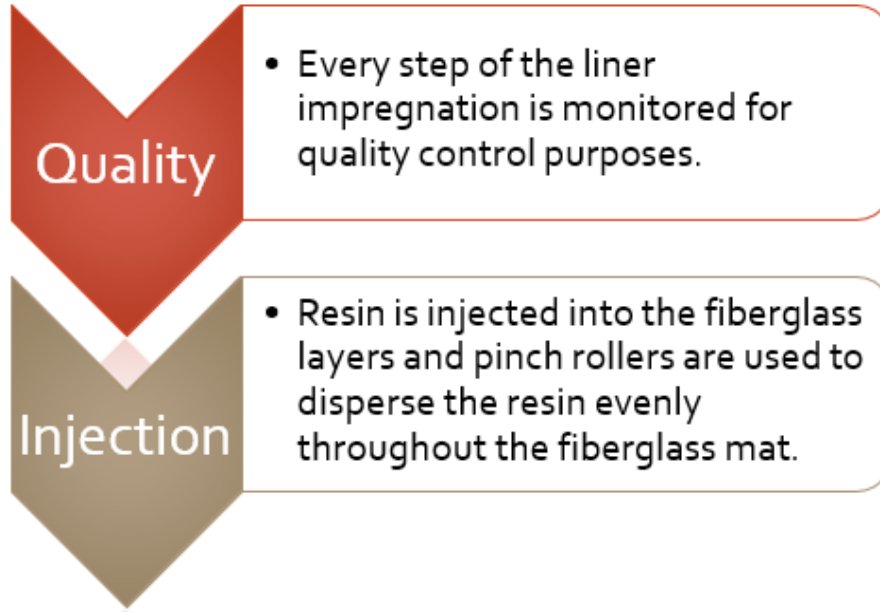 Quality
• Every step of the liner
impregnation is monitored for
quality control purposes.
Injection
• Resin is injected into the fiberglass
layers and pinch rollers are used to
disperse the resin evenly
throughout the fiberglass mat.